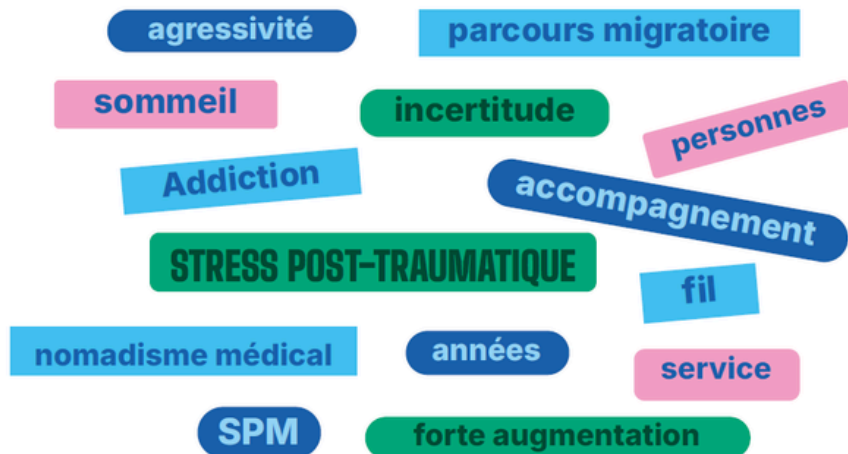 agressivité
parcours migratoire
sommeil
incertitude
personnes
Addiction
accompagnement
STRESS POST-TRAUMATIQUE
fil
nomadisme médical
années
service
SPM
forte augmentation